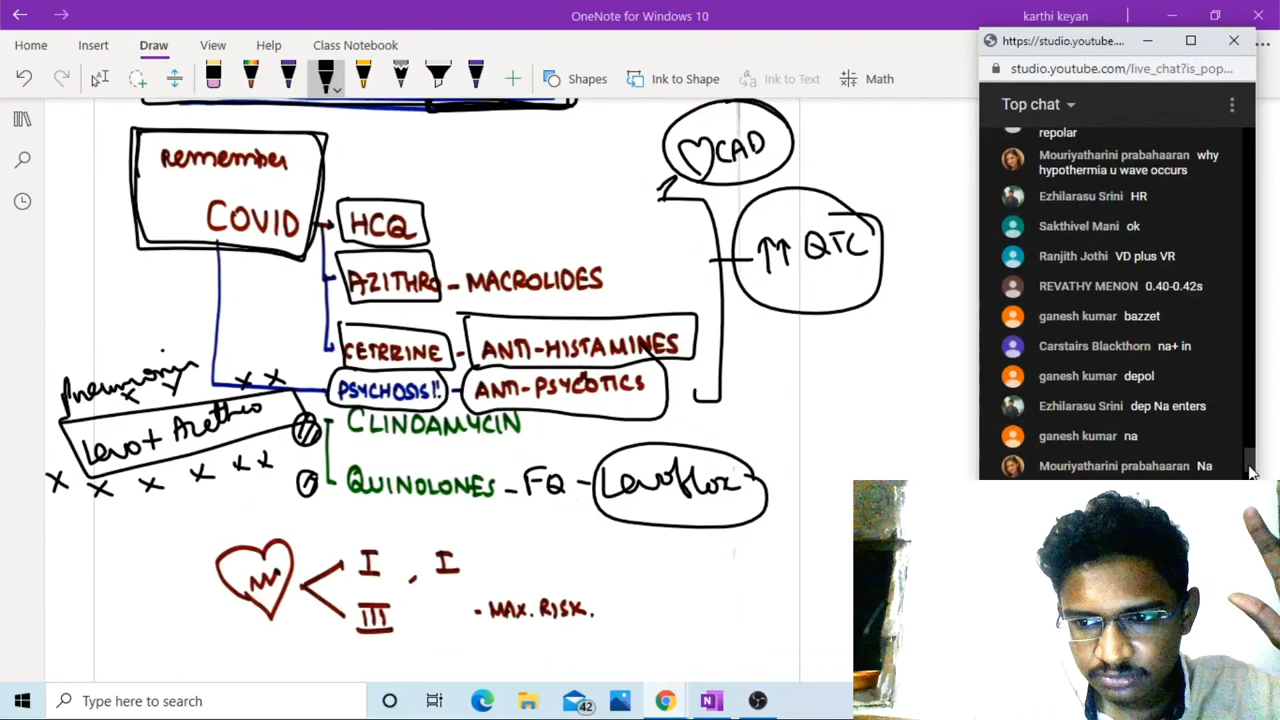 OneNote for Windows 10
karthi keyan
Home Insert Draw View Help Class Notebook
Shapes Ink to Shape Ink to Text Math
https://studio.youtube....
studio.youtube.com/live_chat?is_pop...
Top chat
repolar
Mouriyatharini prabahaaran why
hypothermia u wave occurs
Ezhilarasu Srini HR
Sakthivel Mani ok
Ranjith Jothi VD plus VR
REVATHY MENON 0.40-0.42s
ganesh kumar bazzet
Carstairs Blackthorn na+ in
ganesh kumar depol
Ezhilarasu Srini dep Na enters
ganesh kumar na
Mouriyatharini prabahaaran Na
Remember
COVID
CAD
HCQ
↑↑ QTC
AZITHRO - MACROLIDES
CETRZINE - ANTI-HISTAMINES
Pneumonia
PSYCHOSIS!! - ANTI-PSYCOTICS
Levo + Azethro
CLINDAMYCIN
QUINOLONES - FQ - Levoflox
I , I
III - MAX. RISK.
Type here to search
42